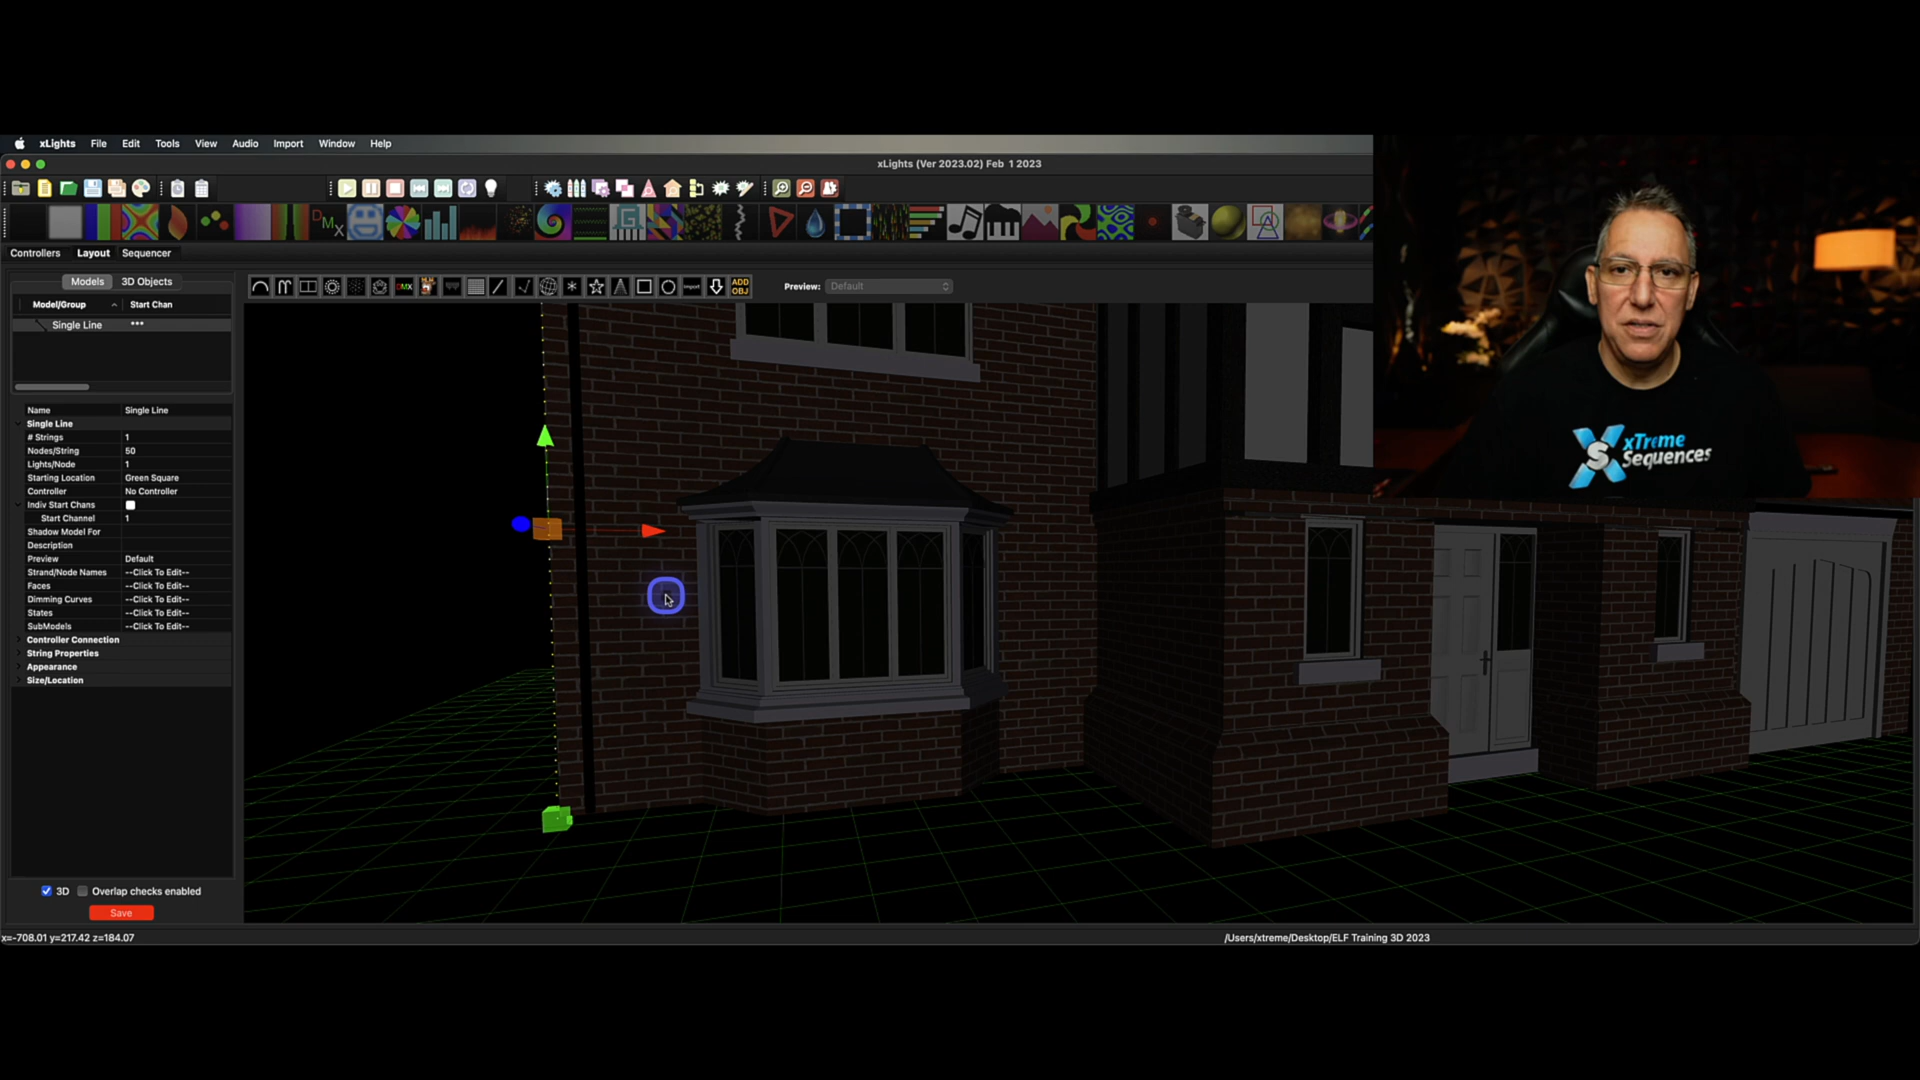 xLights File Edit Tools View Audio Import Window Help
xLights (Ver 2023.02) Feb 1 2023
DMX
Controllers Layout Sequencer
Models 3D Objects
DMX
ADD OBJ
Preview: Default
Model/Group Start Chan
Single Line ***
Name Single Line
Single Line
# Strings 1
Nodes/String 50
Lights/Node 1
Starting Location Green Square
Controller No Controller
Indiv Start Chans
Start Channel 1
Shadow Model For
Description
Preview Default
Strand/Node Names --Click To Edit--
Faces --Click To Edit--
Dimming Curves --Click To Edit--
States --Click To Edit--
SubModels --Click To Edit--
Controller Connection
String Properties
Appearance
Size/Location
3D Overlap checks enabled
Save
x=-708.01 y=217.42 z=184.07
/Users/xtreme/Desktop/ELF Training 3D 2023
XS xTreme
Sequences